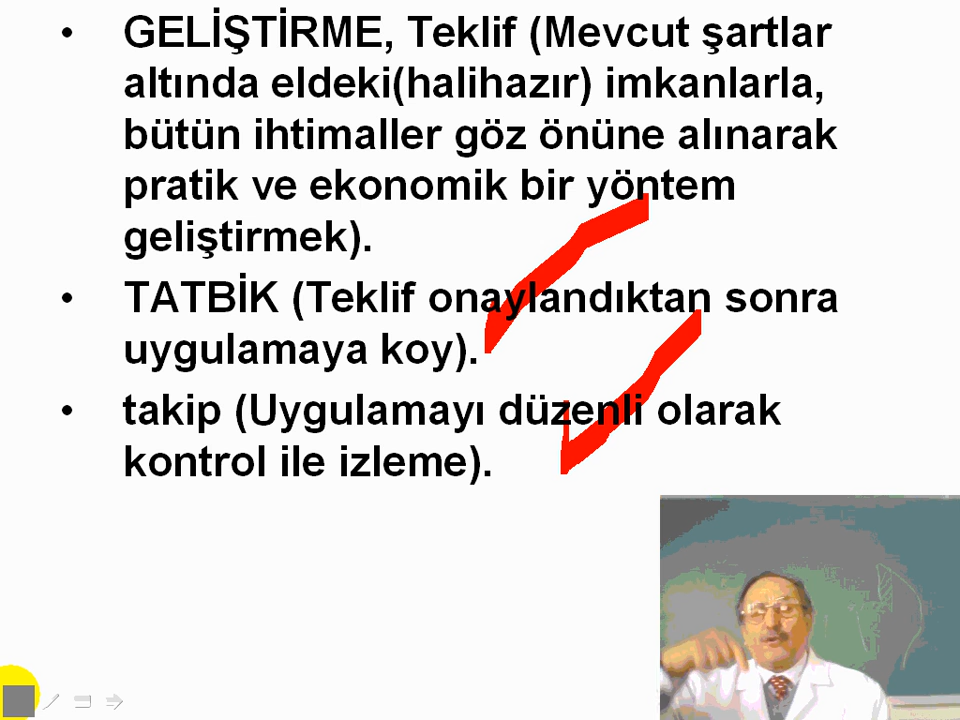 • GELİŞTİRME, Teklif (Mevcut şartlar
altında eldeki(halihazır) imkanlarla,
bütün ihtimaller göz önüne alınarak
pratik ve ekonomik bir yöntem
geliştirmek).
• TATBİK (Teklif onaylandıktan sonra
uygulamaya koy).
• takip (Uygulamayı düzenli olarak
kontrol ile izleme).